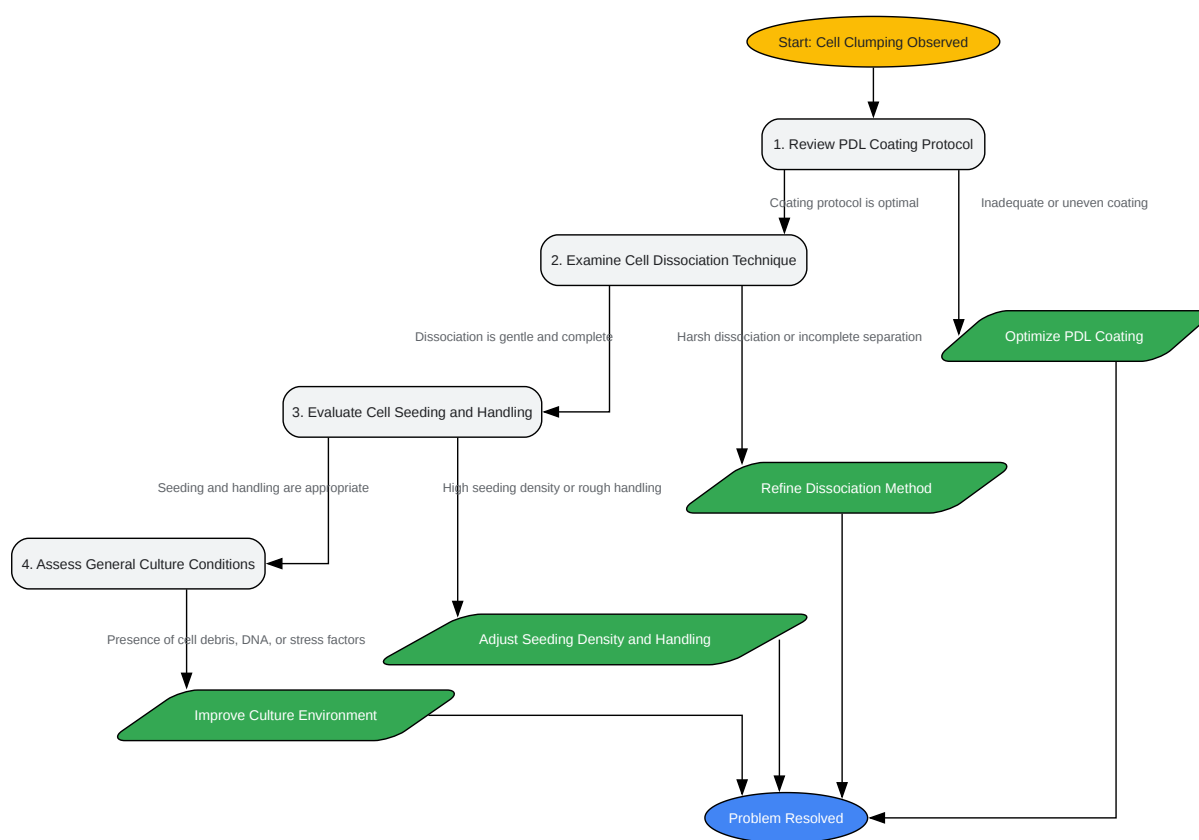 Start: Cell Clumping Observed
1. Review PDL Coating Protocol
Coating protocol is optimal
Inadequate or uneven coating
2. Examine Cell Dissociation Technique
Dissociation is gentle and complete
Harsh dissociation or incomplete separation
Optimize PDL Coating
3. Evaluate Cell Seeding and Handling
Seeding and handling are appropriate
High seeding density or rough handling
Refine Dissociation Method
4. Assess General Culture Conditions
Presence of cell debris, DNA, or stress factors
Adjust Seeding Density and Handling
Improve Culture Environment
Problem Resolved